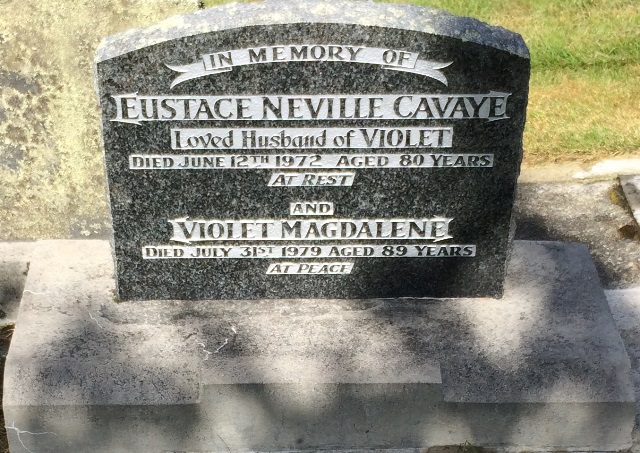 IN MEMORY OF
EUSTACE NEVILLE CAVAYE
Loved Husband of VIOLET
DIED JUNE 12TH 1972 AGED 80 YEARS
AT REST
AND
VIOLET MAGDALENE
DIED JULY 31ST 1979 AGED 89 YEARS
AT PEACE